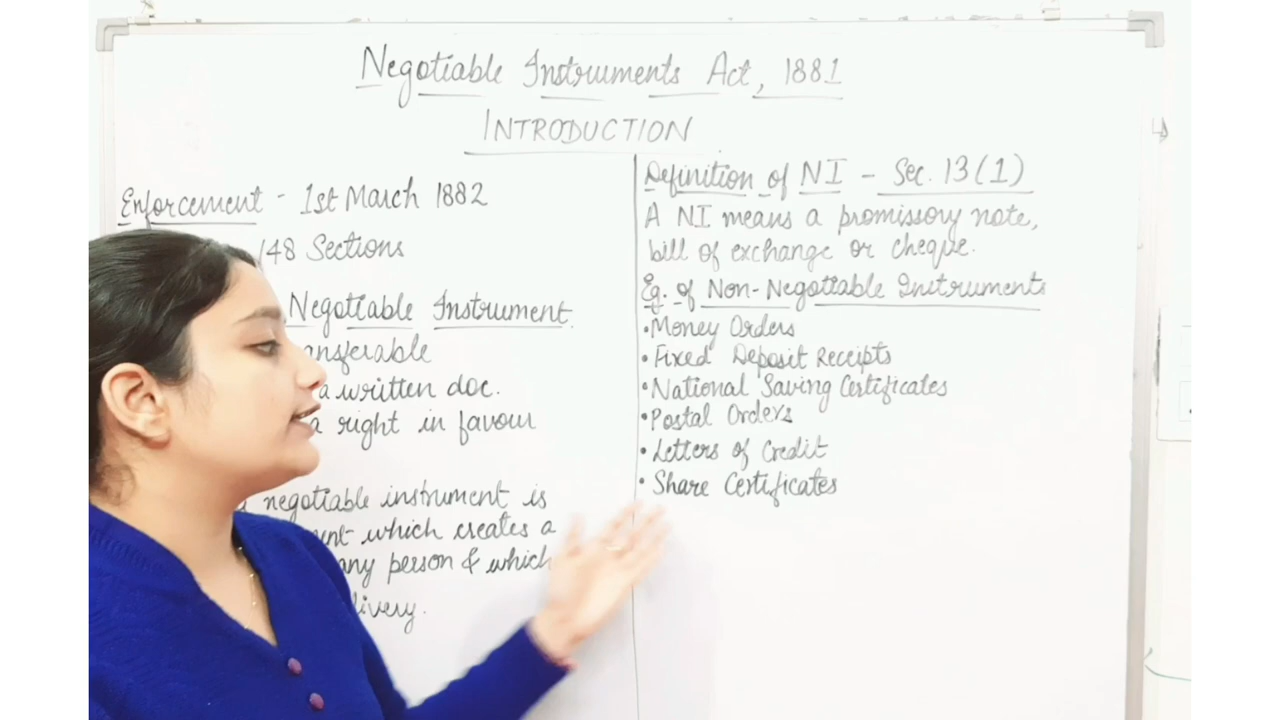 Negotiable Instruments Act, 1881
INTRODUCTION
Enforcement - 1st March 1882
148 Sections
Negotiable Instrument
a written doc.
a right in favour
negotiable instrument is
which creates a
any person & which
Definition of NI - Sec. 13(1)
A NI means a promissory note,
bill of exchange or cheque.
Eg. of Non-Negotiable Instruments
• Money Orders
• Fixed Deposit Receipts
• National Saving Certificates
• Postal Orders
• Letters of Credit
• Share Certificates